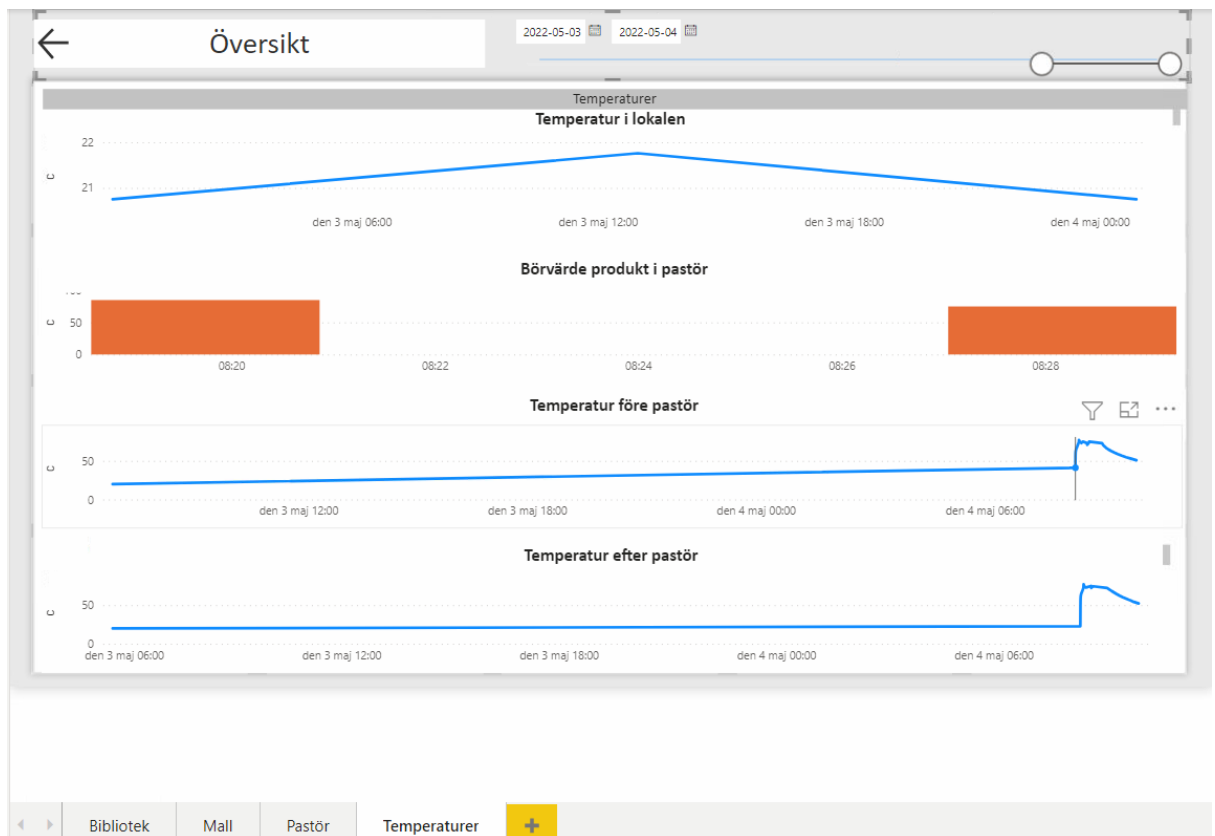 Översikt
2022-05-03 2022-05-04
Temperaturer
Temperatur i lokalen
22
21
C
den 3 maj 06:00 den 3 maj 12:00 den 3 maj 18:00 den 4 maj 00:00
Börvärde produkt i pastör
50
0
C
08:20 08:22 08:24 08:26 08:28
Temperatur före pastör
50
0
C
den 3 maj 12:00 den 3 maj 18:00 den 4 maj 00:00 den 4 maj 06:00
Temperatur efter pastör
50
0
C
den 3 maj 06:00 den 3 maj 12:00 den 3 maj 18:00 den 4 maj 00:00 den 4 maj 06:00
Bibliotek Mall Pastör Temperaturer +